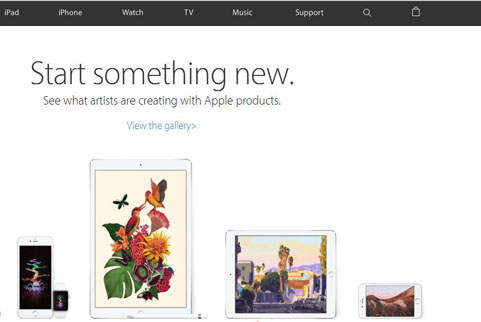 iPad iPhone Watch TV Music Support
Start something new.
See what artists are creating with Apple products.
View the gallery>